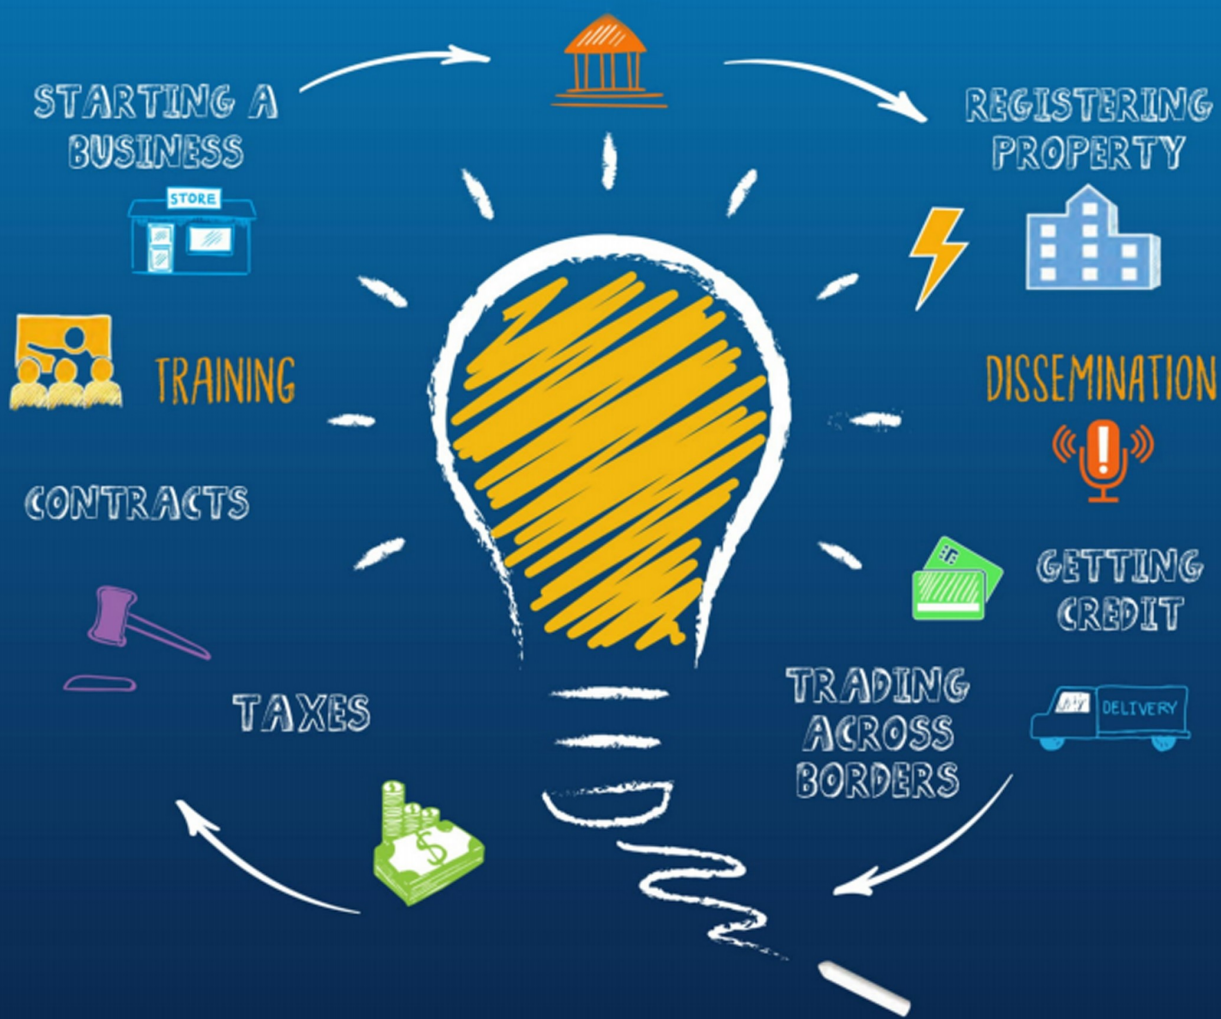 STARTING A
BUSINESS
STORE
REGISTERING
PROPERTY
TRAINING
DISSEMINATION
CONTRACTS
GETTING
CREDIT
TAXES
TRADING
ACROSS
BORDERS
DELIVERY